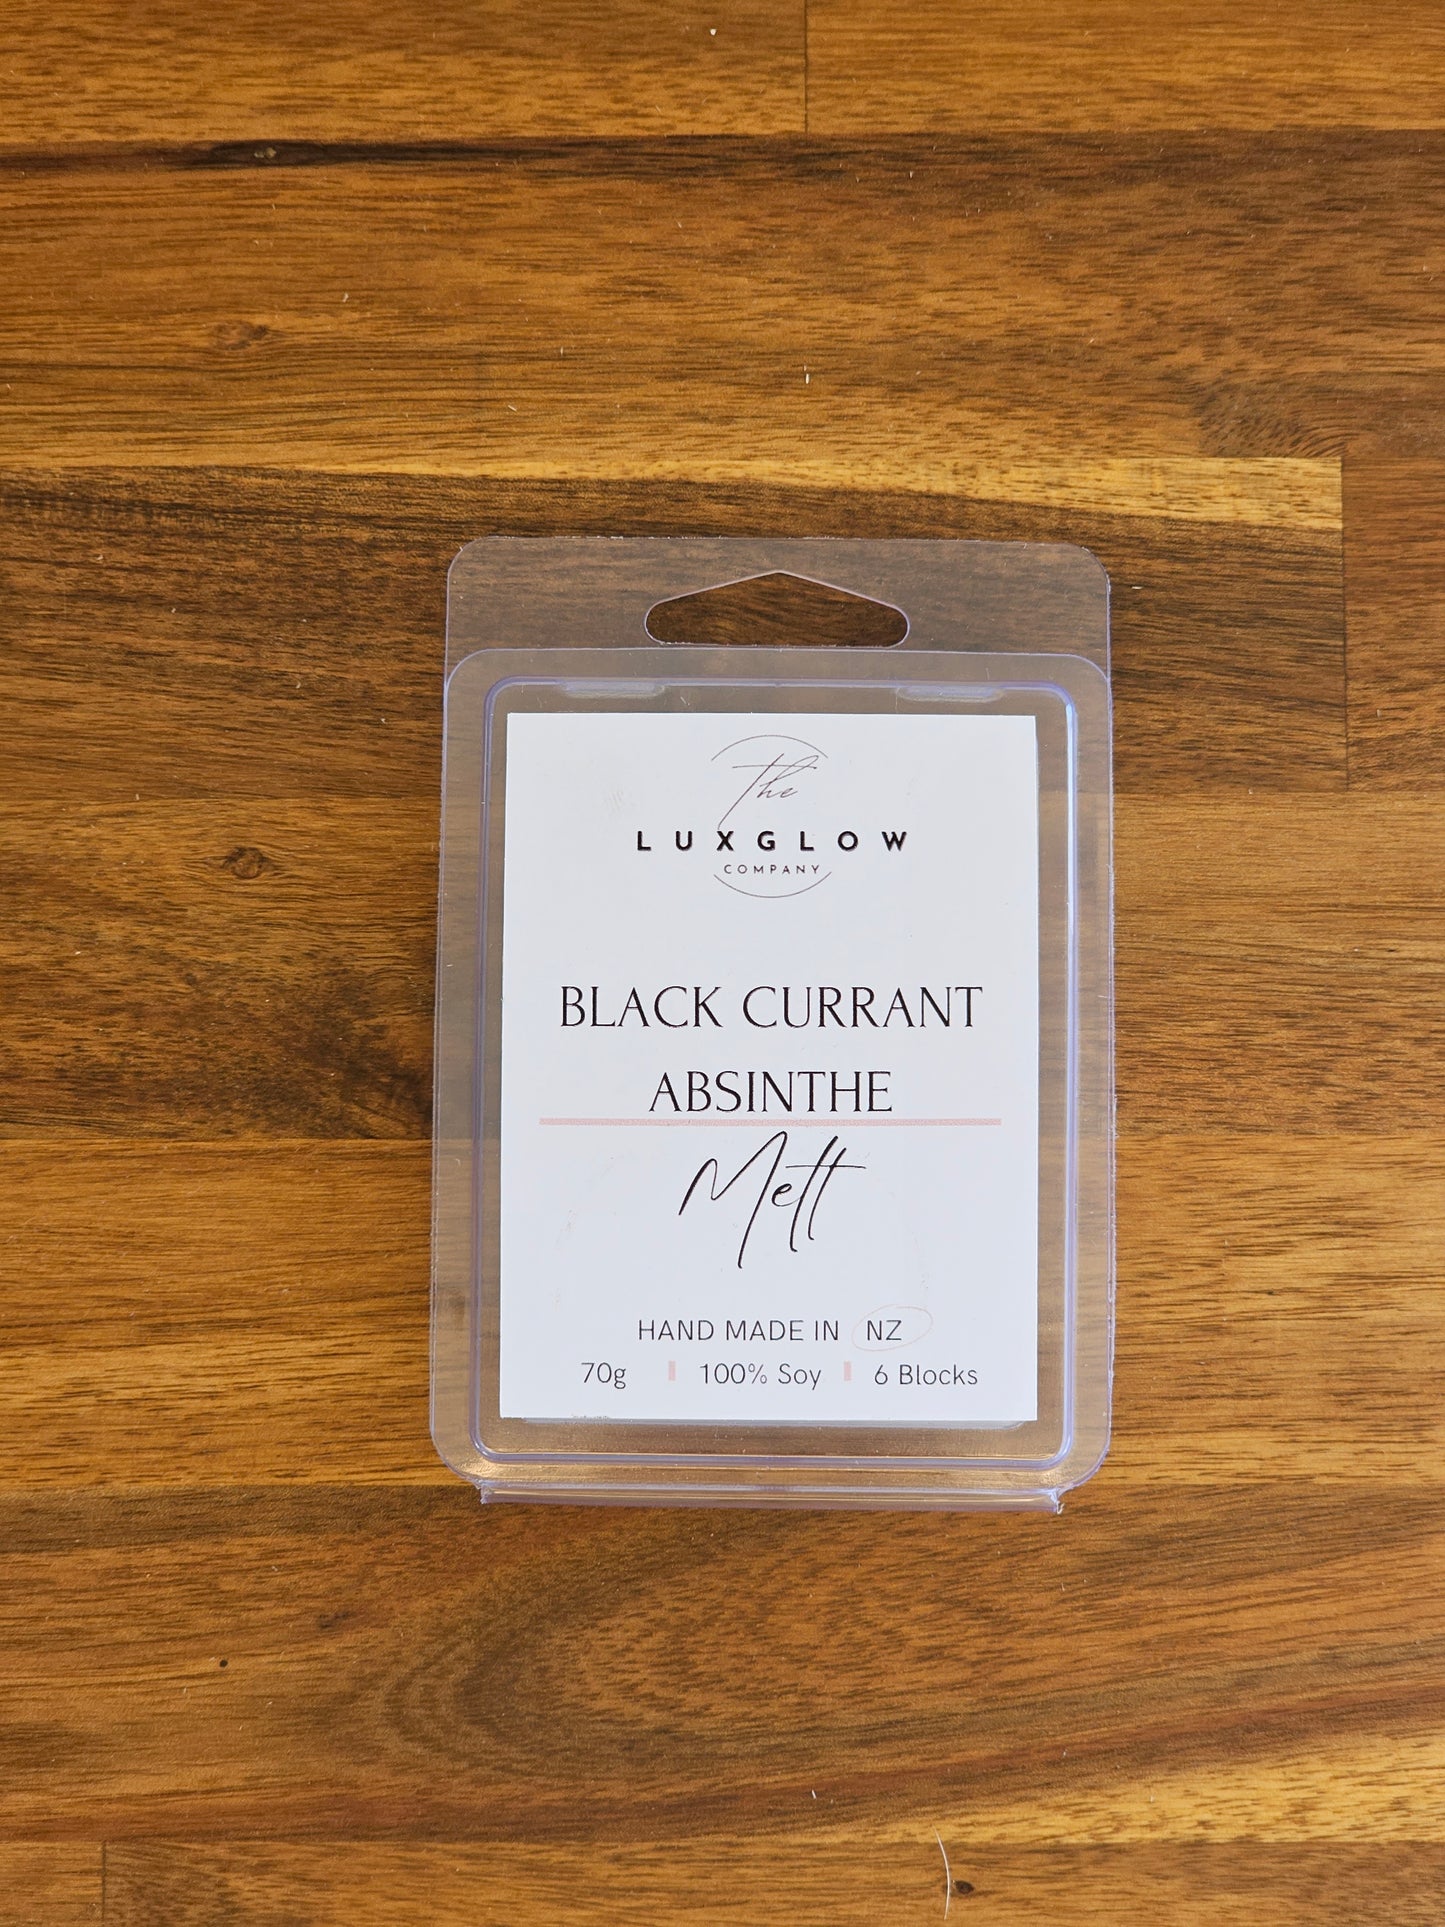 The
LUXGLOW
COMPANY
BLACK CURRANT
ABSINTHE
Melt
HAND MADE IN NZ
70g 100% Soy 6 Blocks